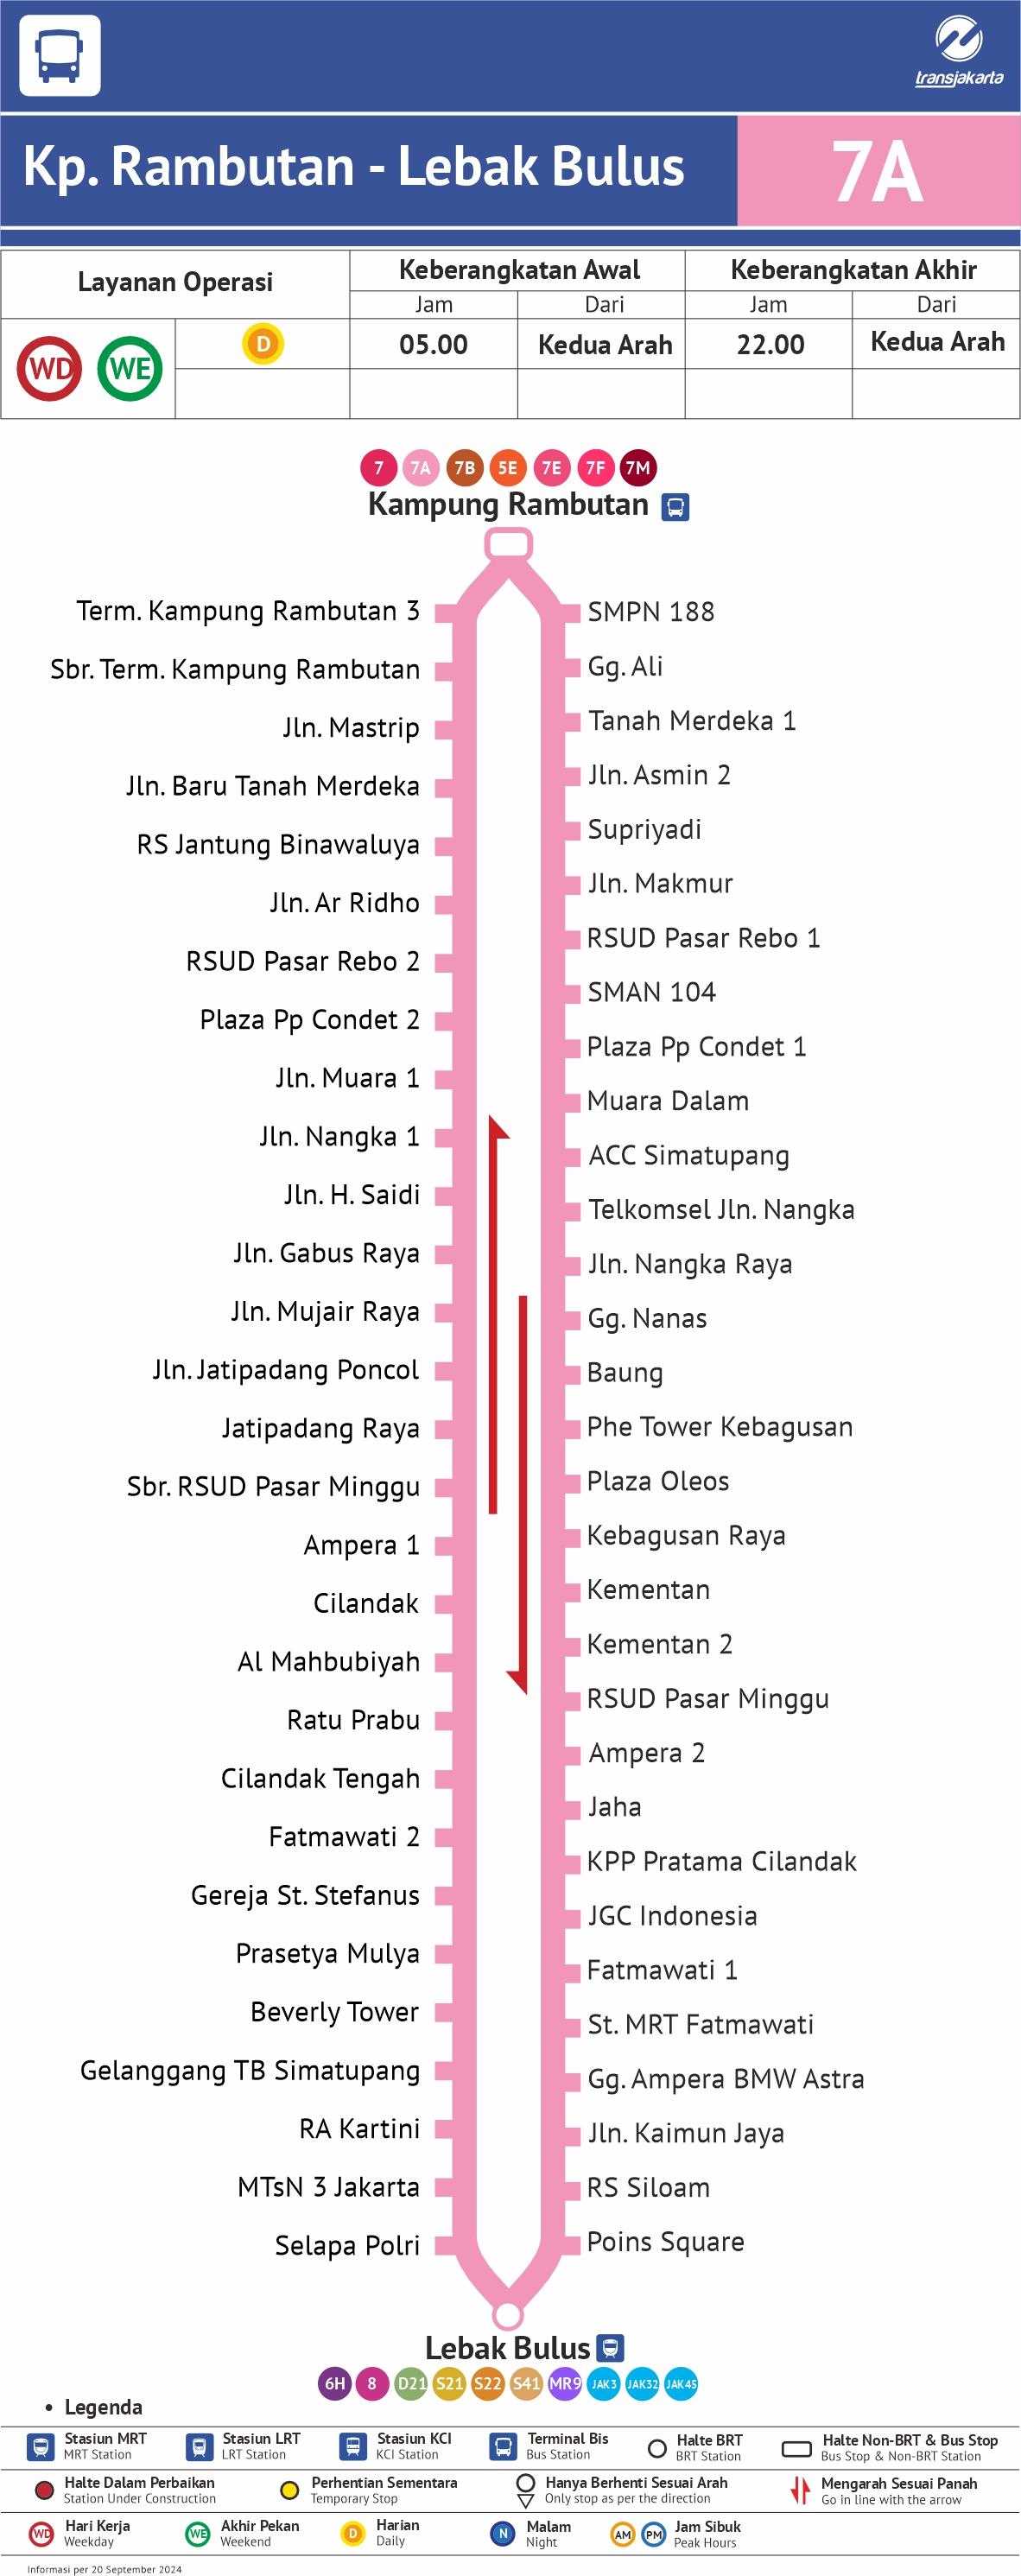 transjakarta
Kp. Rambutan - Lebak Bulus
7A
Layanan Operasi
Keberangkatan Awal
Keberangkatan Akhir
Jam
Dari
Jam
Dari
WD
WE
D
05.00
Kedua Arah
22.00
Kedua Arah
7 7A 7B 5E 7E 7F 7M
Kampung Rambutan
Term. Kampung Rambutan 3
Sbr. Term. Kampung Rambutan
Jln. Mastrip
Jln. Baru Tanah Merdeka
RS Jantung Binawaluya
Jln. Ar Ridho
RSUD Pasar Rebo 2
Plaza Pp Condet 2
Jln. Muara 1
Jln. Nangka 1
Jln. H. Saidi
Jln. Gabus Raya
Jln. Mujair Raya
Jln. Jatipadang Poncol
Jatipadang Raya
Sbr. RSUD Pasar Minggu
Ampera 1
Cilandak
Al Mahbubiyah
Ratu Prabu
Cilandak Tengah
Fatmawati 2
Gereja St. Stefanus
Prasetya Mulya
Beverly Tower
Gelanggang TB Simatupang
RA Kartini
MTsN 3 Jakarta
Selapa Polri
SMPN 188
Gg. Ali
Tanah Merdeka 1
Jln. Asmin 2
Supriyadi
Jln. Makmur
RSUD Pasar Rebo 1
SMAN 104
Plaza Pp Condet 1
Muara Dalam
ACC Simatupang
Telkomsel Jln. Nangka
Jln. Nangka Raya
Gg. Nanas
Baung
Phe Tower Kebagusan
Plaza Oleos
Kebagusan Raya
Kementan
Kementan 2
RSUD Pasar Minggu
Ampera 2
Jaha
KPP Pratama Cilandak
JGC Indonesia
Fatmawati 1
St. MRT Fatmawati
Gg. Ampera BMW Astra
Jln. Kaimun Jaya
RS Siloam
Poins Square
Lebak Bulus
6H 8 D21 S21 S22 S41 MR9 JAK3 JAK32 JAK45
• Legenda
Stasiun MRT
MRT Station
Stasiun LRT
LRT Station
Stasiun KCI
KCI Station
Terminal Bis
Bus Station
Halte BRT
BRT Station
Halte Non-BRT & Bus Stop
Bus Stop & Non-BRT Station
Halte Dalam Perbaikan
Station Under Construction
Perhentian Sementara
Temporary Stop
Hanya Berhenti Sesuai Arah
Only stop as per the direction
Mengarah Sesuai Panah
Go in line with the arrow
WD
Hari Kerja
Weekday
WE
Akhir Pekan
Weekend
D
Harian
Daily
N
Malam
Night
AM PM
Jam Sibuk
Peak Hours
Informasi per 20 September 2024